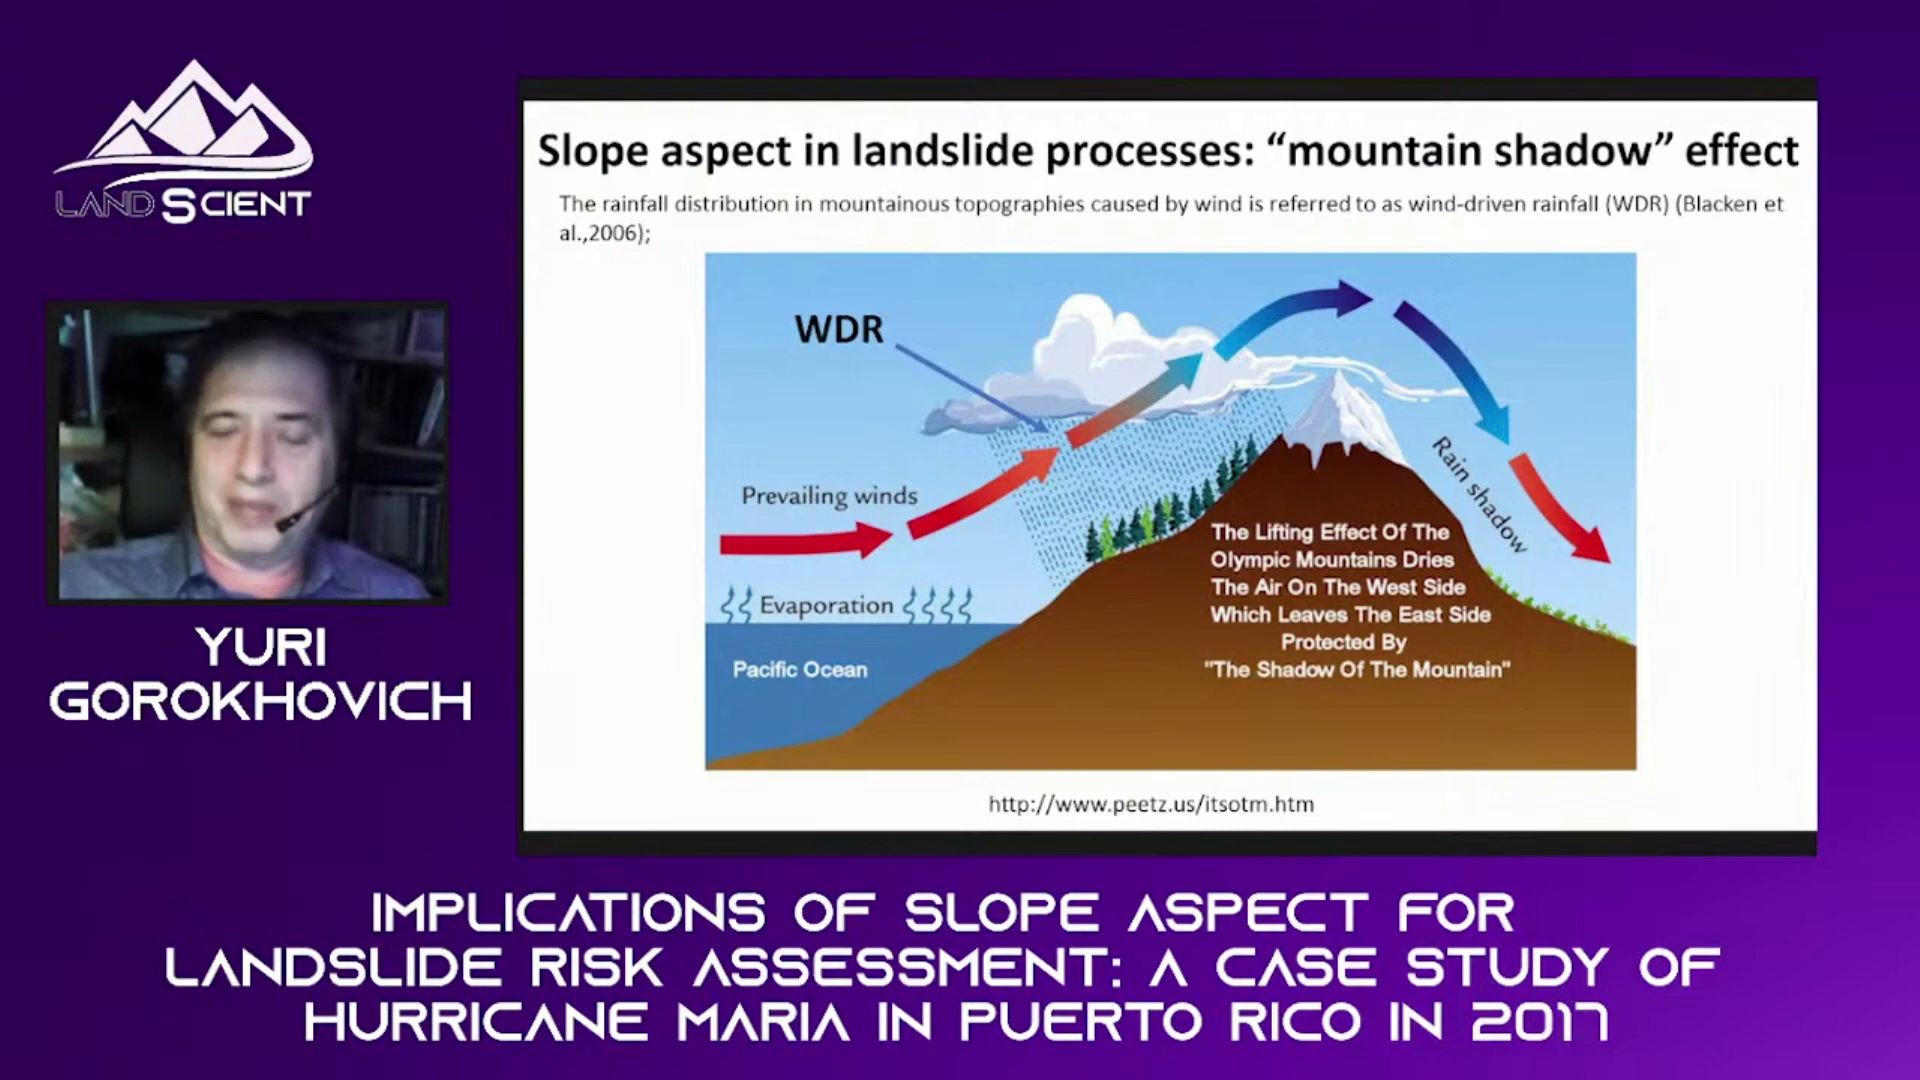 LANDSCIENT
Slope aspect in landslide processes: “mountain shadow” effect
The rainfall distribution in mountainous topographies caused by wind is referred to as wind-driven rainfall (WDR) (Blacken et
al.,2006);
WDR
Prevailing winds
Rain shadow
Evaporation
Pacific Ocean
The Lifting Effect Of The
Olympic Mountains Dries
The Air On The West Side
Which Leaves The East Side
Protected By
"The Shadow Of The Mountain"
http://www.peetz.us/itsotm.htm
YURI
GOROKHOVICH
IMPLICATIONS OF SLOPE ASPECT FOR
LANDSLIDE RISK ASSESSMENT: A CASE STUDY OF
HURRICANE MARIA IN PUERTO RICO IN 2017